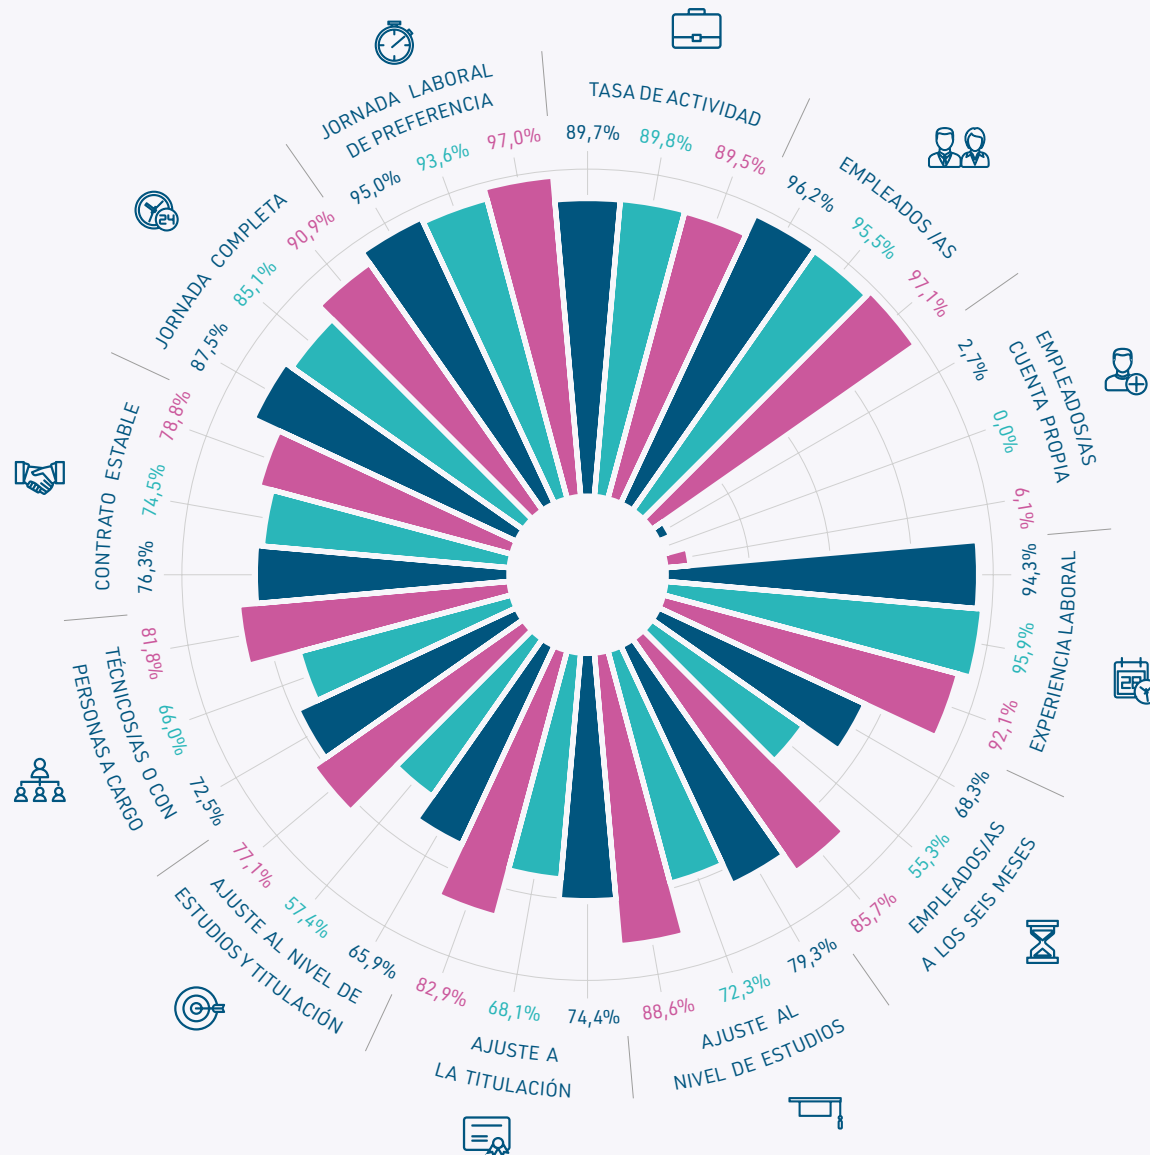 TASA DE ACTIVIDAD
89,7%
89,8%
89,5%
EMPLEADOS/AS
96,2%
95,5%
97,1%
EMPLEADOS/AS
CUENTA PROPIA
2,7%
0,0%
6,1%
EXPERIENCIA LABORAL
94,3%
95,9%
92,1%
EMPLEADOS/AS
A LOS SEIS MESES
68,3%
55,3%
85,7%
AJUSTE AL
NIVEL DE ESTUDIOS
79,3%
72,3%
88,6%
AJUSTE A
LA TITULACIÓN
74,4%
68,1%
82,9%
AJUSTE AL NIVEL DE
ESTUDIOS Y TITULACIÓN
65,9%
57,4%
77,1%
TÉCNICOS/AS O CON
PERSONAS A CARGO
72,5%
66,0%
81,8%
CONTRATO ESTABLE
76,3%
74,5%
78,8%
JORNADA COMPLETA
87,5%
85,1%
90,9%
24
JORNADA LABORAL
DE PREFERENCIA
95,0%
93,6%
97,0%